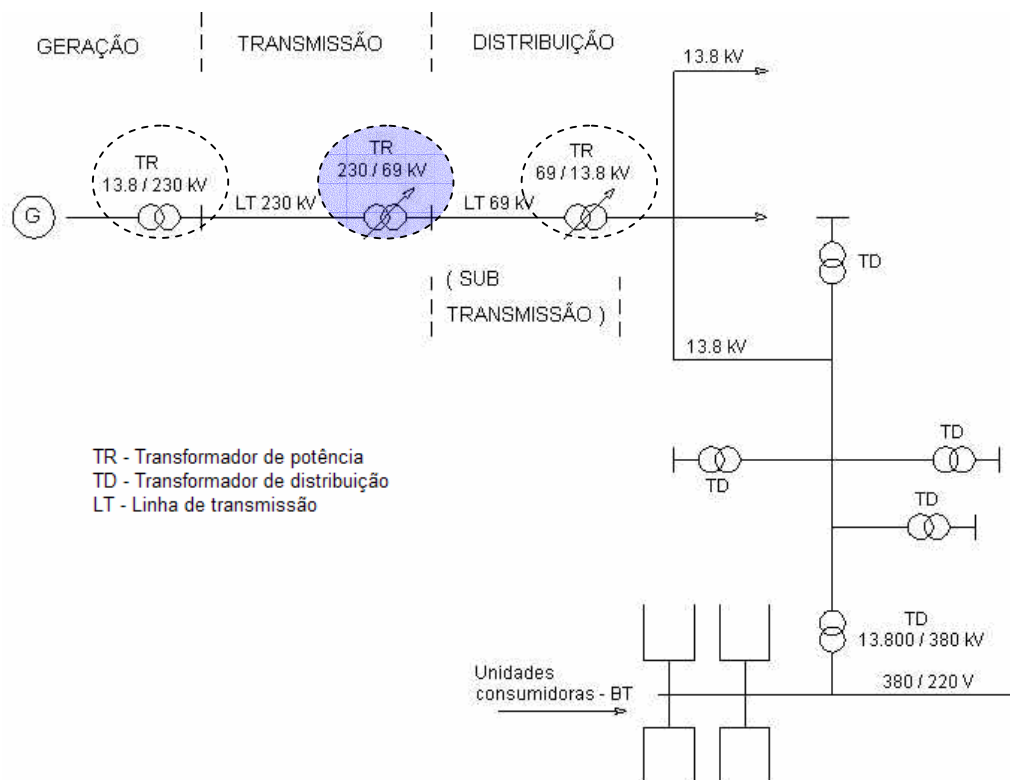 GERAÇÃO
TRANSMISSÃO
DISTRIBUIÇÃO
13.8 kV
TR
13.8 / 230 kV
TR
230 / 69 kV
TR
69 / 13.8 kV
G
LT 230 kV
LT 69 kV
TD
( SUB
TRANSMISSÃO )
13.8 kV
TR - Transformador de potência
TD - Transformador de distribuição
LT - Linha de transmissão
TD
TD
TD
TD
13.800 / 380 kV
Unidades
consumidoras - BT
380 / 220 V